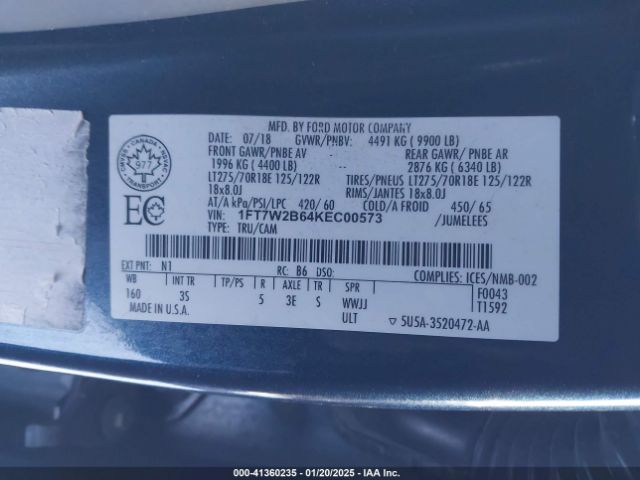 MFD. BY FORD MOTOR COMPANY
DATE: 07/18 GVWR/PNBV: 4491 KG (9900 LB)
FRONT GAWR/PNBE AV REAR GAWR/ PNBE AR
1996 KG (4400 LB) 2876 KG (6340 LB)
LT275/70R18E 125/122R TIRES/PNEUS LT275/70R18E 125/122R
18x8.0J RIMS/JANTES 18x8.0J
AT/A kPa/PSI/LPC 420/ 60 COLD/A FROID 450/ 65
VIN: 1FT7W2B64KEC00573 /JUMELEES
TYPE: TRU/CAM
CANADA
977
TRANSPORT
EC
EXT PNT: N1 RC: B6 DSO: COMPLIES: ICES/NMB-002
WB INT TR TP/PS R AXLE TR SPR F0043
160 3S 5 3E S WWJJ T1592
MADE IN U.S.A. ULT ▽ 5U5A-3520472-AA
000-41360235 - 01/20/2025 - IAA Inc.